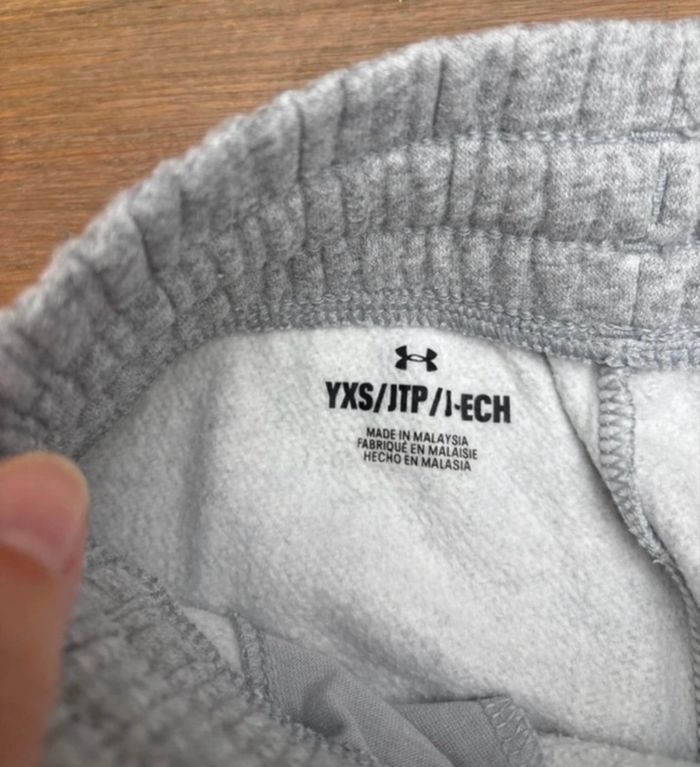 YXS/JTP/J-ECH
MADE IN MALAYSIA
FABRIQUÉ EN MALAISIE
HECHO EN MALASIA